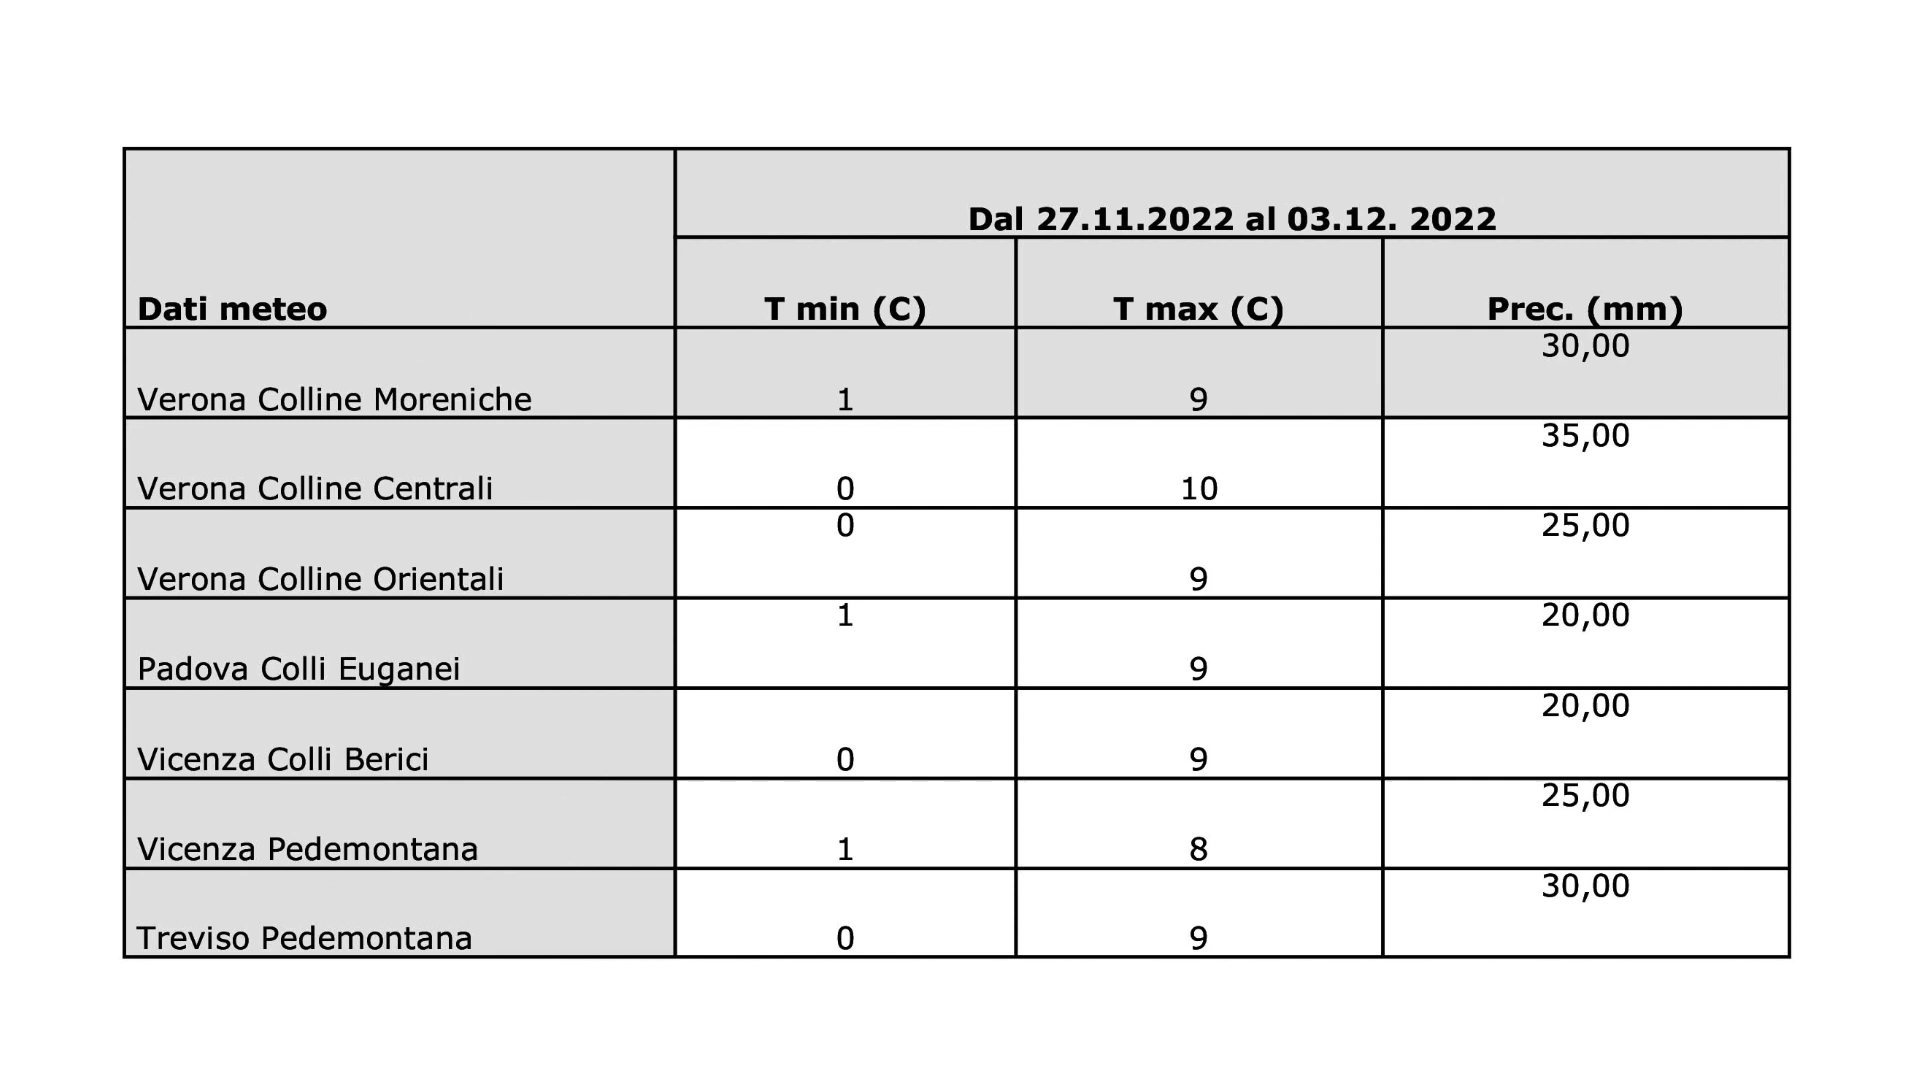 Dal 27.11.2022 al 03.12. 2022
Dati meteo T min (C) T max (C) Prec. (mm)
Verona Colline Moreniche 1 9 30,00
Verona Colline Centrali 0 10 35,00
Verona Colline Orientali 0 9 25,00
Padova Colli Euganei 1 9 20,00
Vicenza Colli Berici 0 9 20,00
Vicenza Pedemontana 1 8 25,00
Treviso Pedemontana 0 9 30,00